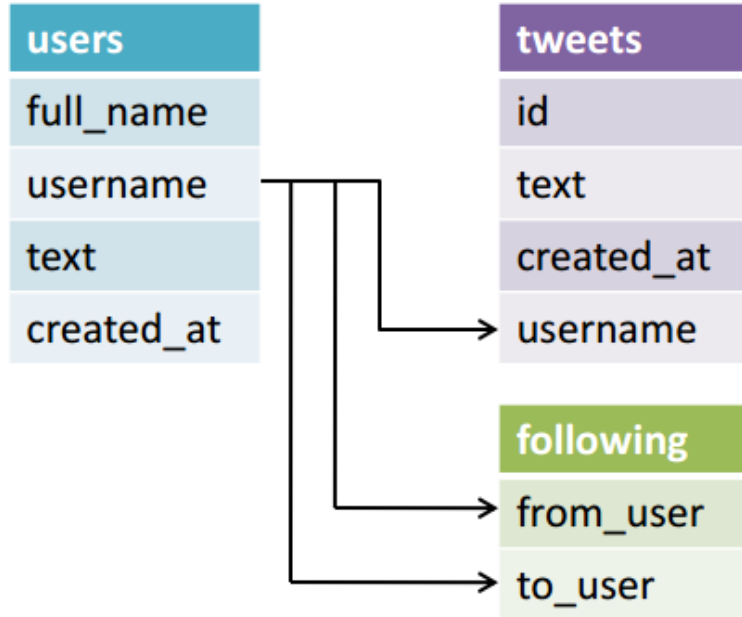 users
full_name
username
text
created_at
tweets
id
text
created_at
username
following
from_user
to_user